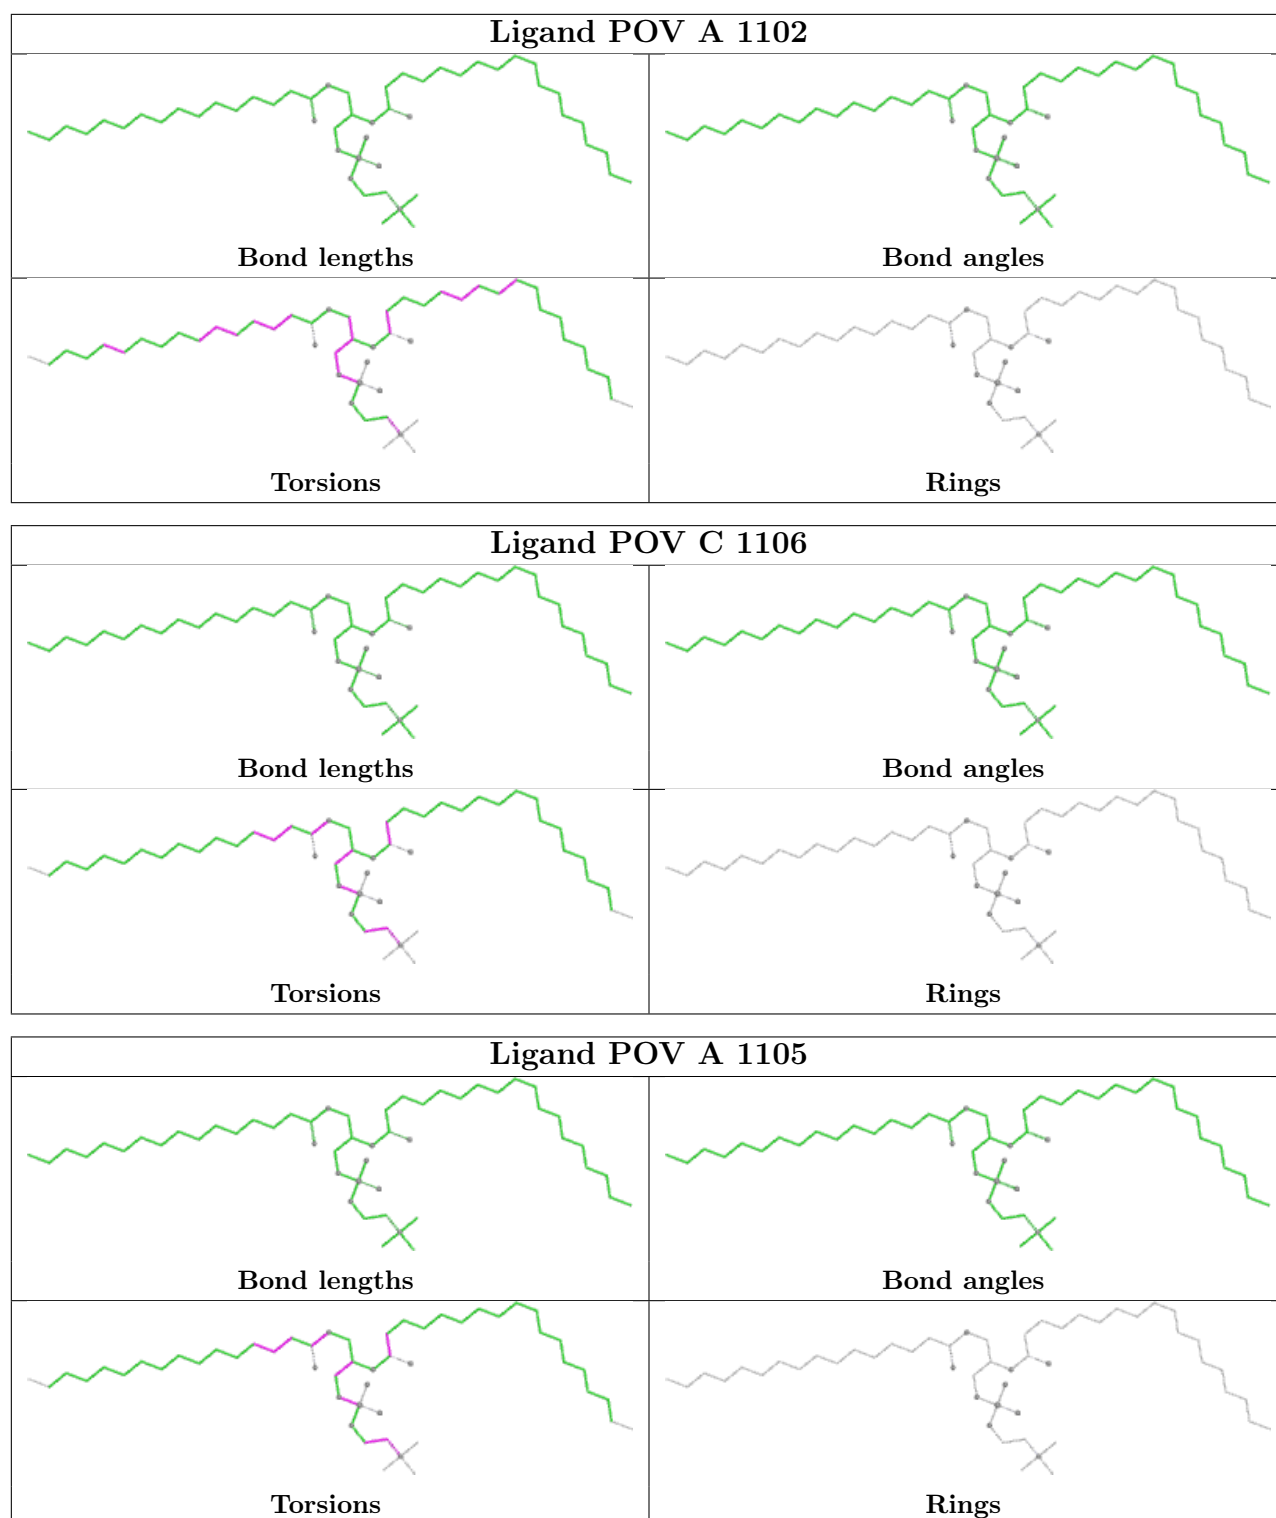 Ligand POV A 1102
Bond lengths
Bond angles
Torsions
Rings
Ligand POV C 1106
Bond lengths
Bond angles
Torsions
Rings
Ligand POV A 1105
Bond lengths
Bond angles
Torsions
Rings